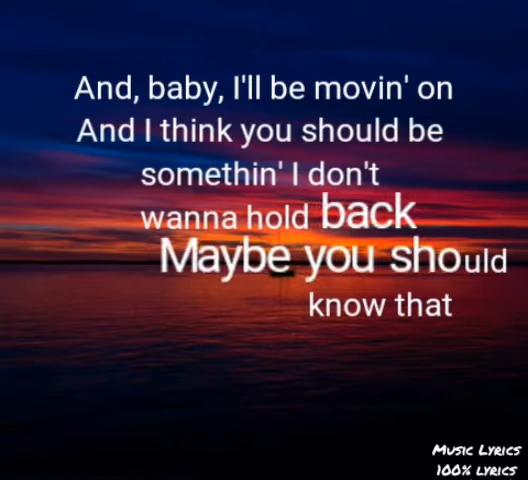 And, baby, I'll be movin' on
And I think you should be
somethin' I don't
wanna hold back
Maybe you should
know that
Music Lyrics
100% lyrics